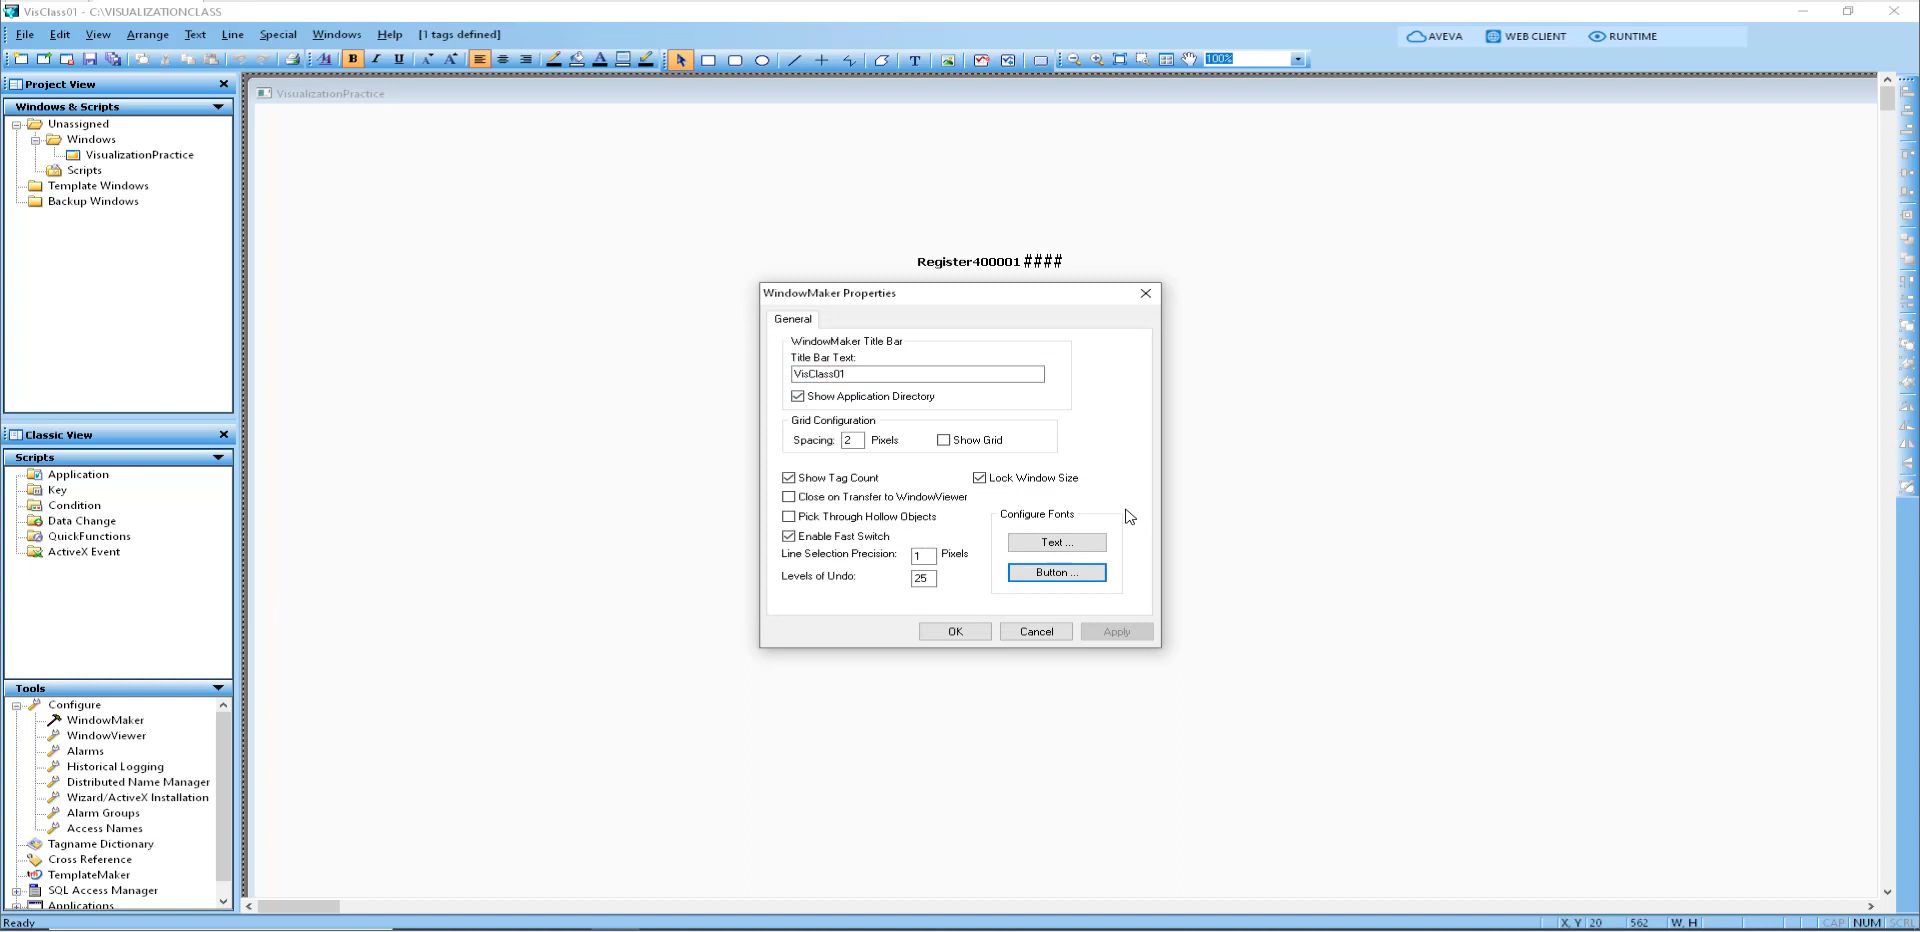 VisClass01 - C:\VISUALIZATIONCLASS
File Edit View Arrange Text Line Special Windows Help [1 tags defined]
AVEVA WEB CLIENT RUNTIME
B I U A T 100%
Project View
Windows & Scripts
Unassigned
Windows
VisualizationPractice
Scripts
Template Windows
Backup Windows
Classic View
Scripts
Application
Key
Condition
Data Change
QuickFunctions
ActiveX Event
Tools
Configure
WindowMaker
WindowViewer
Alarms
Historical Logging
Distributed Name Manager
Wizard/ActiveX Installation
Alarm Groups
Access Names
Tagname Dictionary
Cross Reference
TemplateMaker
SQL Access Manager
Applications
VisualizationPractice
Register400001 ####
WindowMaker Properties
General
WindowMaker Title Bar
Title Bar Text:
VisClass01
Show Application Directory
Grid Configuration
Spacing: 2 Pixels Show Grid
Show Tag Count Lock Window Size
Close on Transfer to WindowViewer
Pick Through Hollow Objects
Enable Fast Switch
Line Selection Precision: 1 Pixels
Levels of Undo: 25
Configure Fonts
Text ...
Button ...
OK Cancel Apply
Ready X, Y 20 562 W, H CAP NUM SCRL